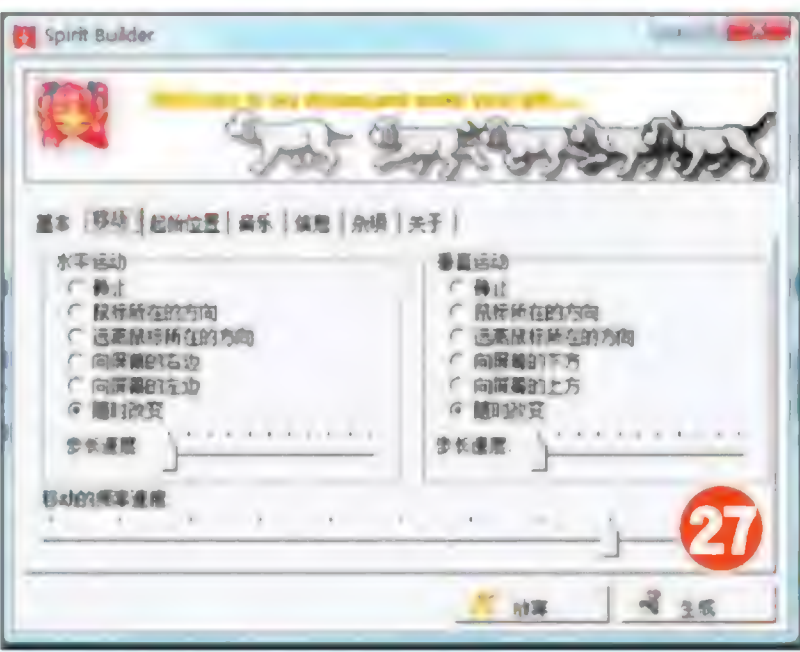 Spirit Builder
基本 移动 起始位置 音乐 信息 杂项 关于
水平运动
静止
鼠标所在的方向
远离鼠标所在的方向
向屏幕的右边
向屏幕的左边
随时改变
步长速度
垂直运动
静止
鼠标所在的方向
远离鼠标所在的方向
向屏幕的下方
向屏幕的上方
随时改变
步长速度
移动的频率速度
27
生成